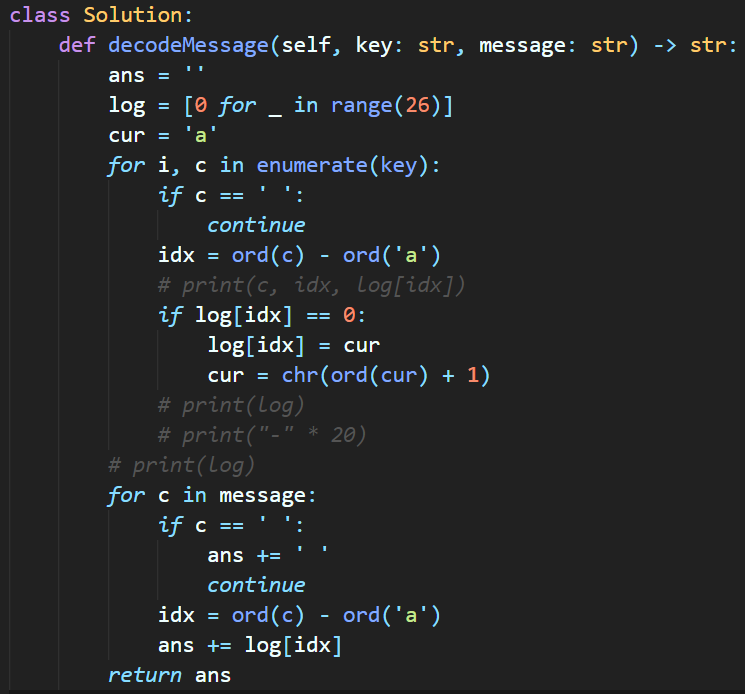 class Solution:
    def decodeMessage(self, key: str, message: str) -> str:
        ans = ''
        log = [0 for _ in range(26)]
        cur = 'a'
        for i, c in enumerate(key):
            if c == ' ':
                continue
            idx = ord(c) - ord('a')
            # print(c, idx, log[idx])
            if log[idx] == 0:
                log[idx] = cur
                cur = chr(ord(cur) + 1)
            # print(log)
            # print("-" * 20)
        # print(log)
        for c in message:
            if c == ' ':
                ans += ' '
                continue
            idx = ord(c) - ord('a')
            ans += log[idx]
        return ans